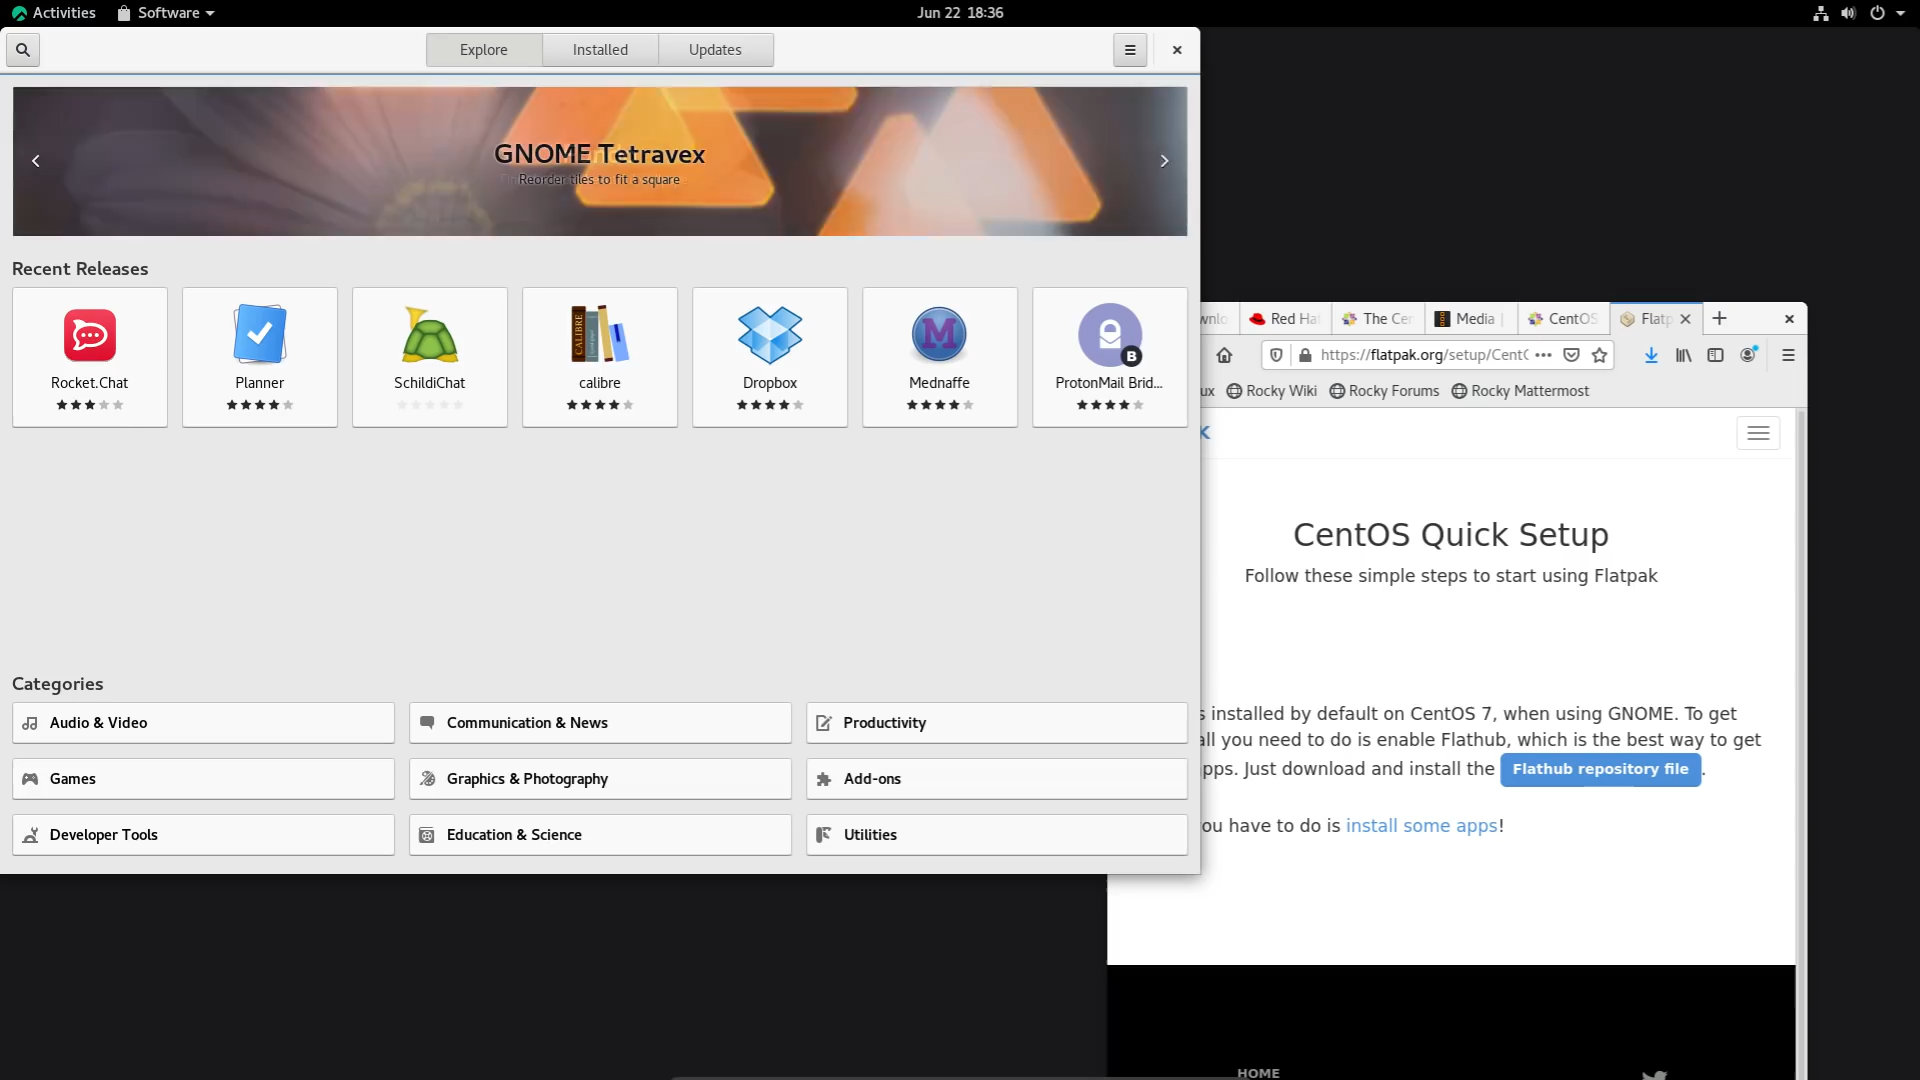 Activities
Software
Jun 22 18:36
Explore
Installed
Updates
GNOME Tetravex
Reorder tiles to fit a square
Recent Releases
Rocket.Chat
Planner
SchildiChat
CALIBRE
calibre
Dropbox
M
Mednaffe
B
ProtonMail Brid...
Categories
Audio & Video
Communication & News
Productivity
Games
Graphics & Photography
Add-ons
Developer Tools
Education & Science
Utilities
wnlo
Red Ha
The Ce
Media
CentOS
Flatp
https://flatpak.org/setup/Cent
ux
Rocky Wiki
Rocky Forums
Rocky Mattermost
K
CentOS Quick Setup
Follow these simple steps to start using Flatpak
s installed by default on CentOS 7, when using GNOME. To get
all you need to do is enable Flathub, which is the best way to get
pps. Just download and install the Flathub repository file.
ou have to do is install some apps!
HOME